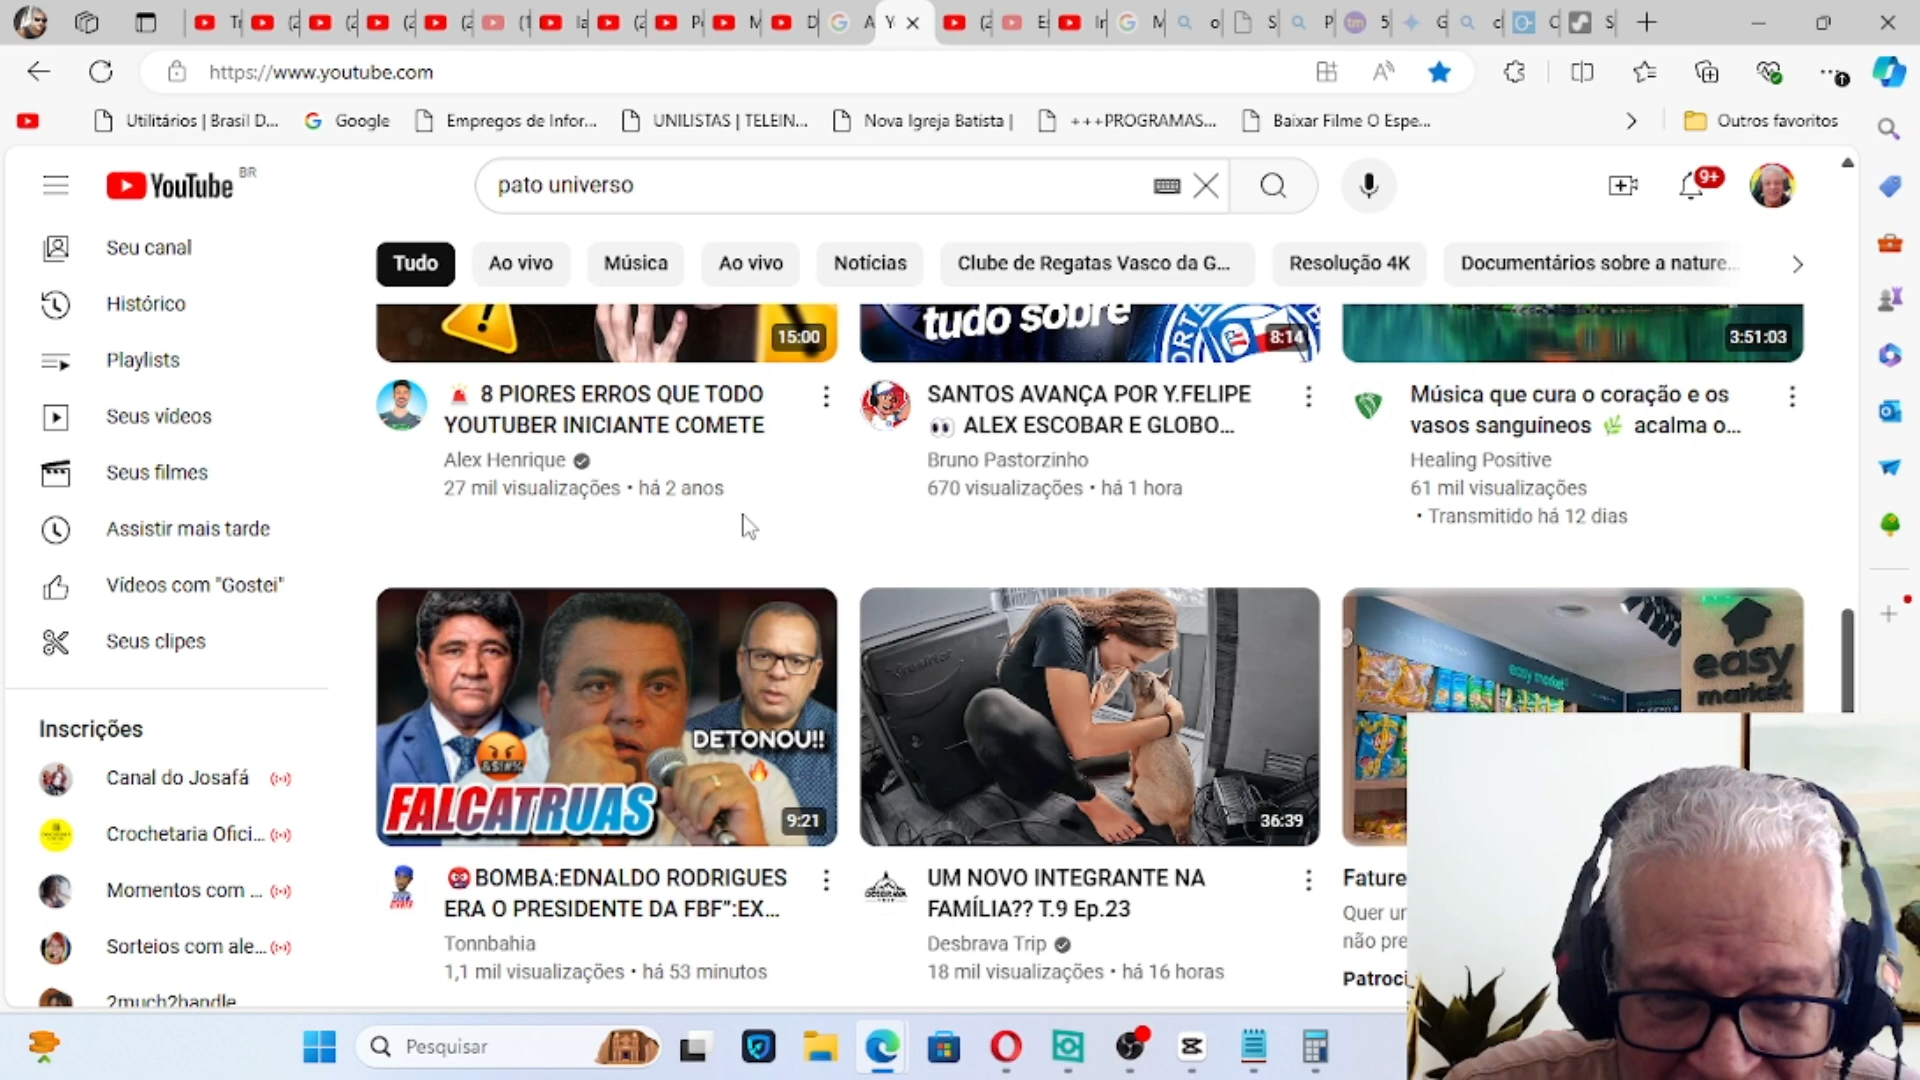 https://www.youtube.com
Utilitários | Brasil D...
Google
Empregos de Infor...
UNILISTAS | TELEIN...
Nova Igreja Batista |
+++PROGRAMAS...
Baixar Filme O Espe...
Outros favoritos
YouTube BR
pato universo
9+
Seu canal
Histórico
Playlists
Seus vídeos
Seus filmes
Assistir mais tarde
Vídeos com "Gostei"
Seus clipes
Inscrições
Canal do Josafá
Crochetaria Ofici...
Momentos com ...
Sorteios com ale...
2much2handle
Tudo
Ao vivo
Música
Ao vivo
Notícias
Clube de Regatas Vasco da G...
Resolução 4K
Documentários sobre a nature...
15:00
tudo sobre
8:14
3:51:03
8 PIORES ERROS QUE TODO
YOUTUBER INICIANTE COMETE
Alex Henrique
27 mil visualizações • há 2 anos
SANTOS AVANÇA POR Y.FELIPE
👀 ALEX ESCOBAR E GLOBO...
Bruno Pastorzinho
670 visualizações • há 1 hora
Música que cura o coração e os
vasos sanguíneos 🌿 acalma o...
Healing Positive
61 mil visualizações
• Transmitido há 12 dias
&$!#%
DETONOU!!
FALCATRUAS
9:21
36:39
easy market
easy
market
BOMBA:EDNALDO RODRIGUES
ERA O PRESIDENTE DA FBF":EX...
Tonnbahia
1,1 mil visualizações • há 53 minutos
UM NOVO INTEGRANTE NA
FAMÍLIA?? T.9 Ep.23
Desbrava Trip
18 mil visualizações • há 16 horas
Fature
Quer ur
não pre
Patroci
Pesquisar